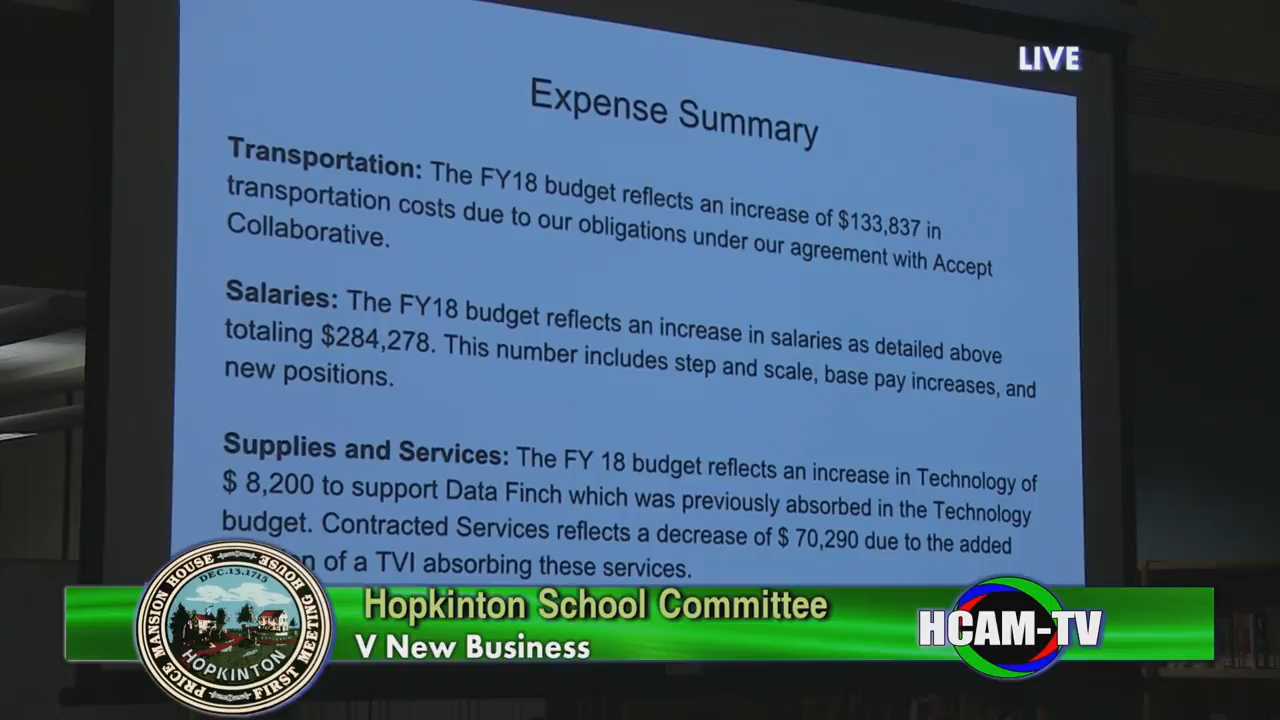 LIVE
Expense Summary
Transportation: The FY18 budget reflects an increase of $133,837 in
transportation costs due to our obligations under our agreement with Accept
Collaborative.
Salaries: The FY18 budget reflects an increase in salaries as detailed above
totaling $284,278. This number includes step and scale, base pay increases, and
new positions.
Supplies and Services: The FY 18 budget reflects an increase in Technology of
$ 8,200 to support Data Finch which was previously absorbed in the Technology
budget. Contracted Services reflects a decrease of $ 70,290 due to the added
of a TVI absorbing these services.
Hopkinton School Committee
V New Business
HCAM-TV
PRICE MANSION HOUSE
HOUSE
FIRST MEETING
DEC.13.1715
HOPKINTON